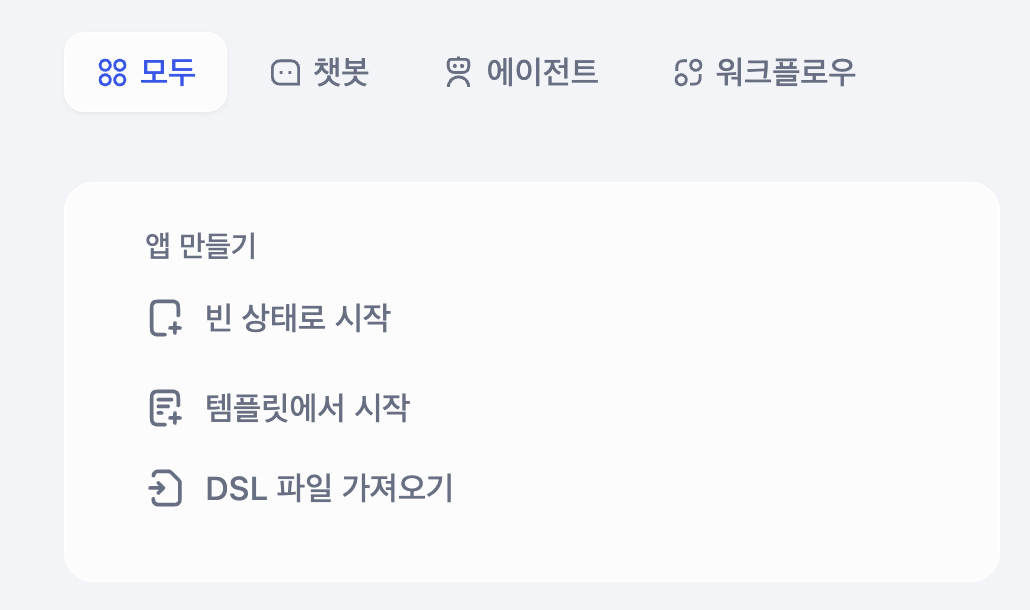 모두 챗봇 에이전트 워크플로우
앱 만들기
빈 상태로 시작
템플릿에서 시작
DSL 파일 가져오기